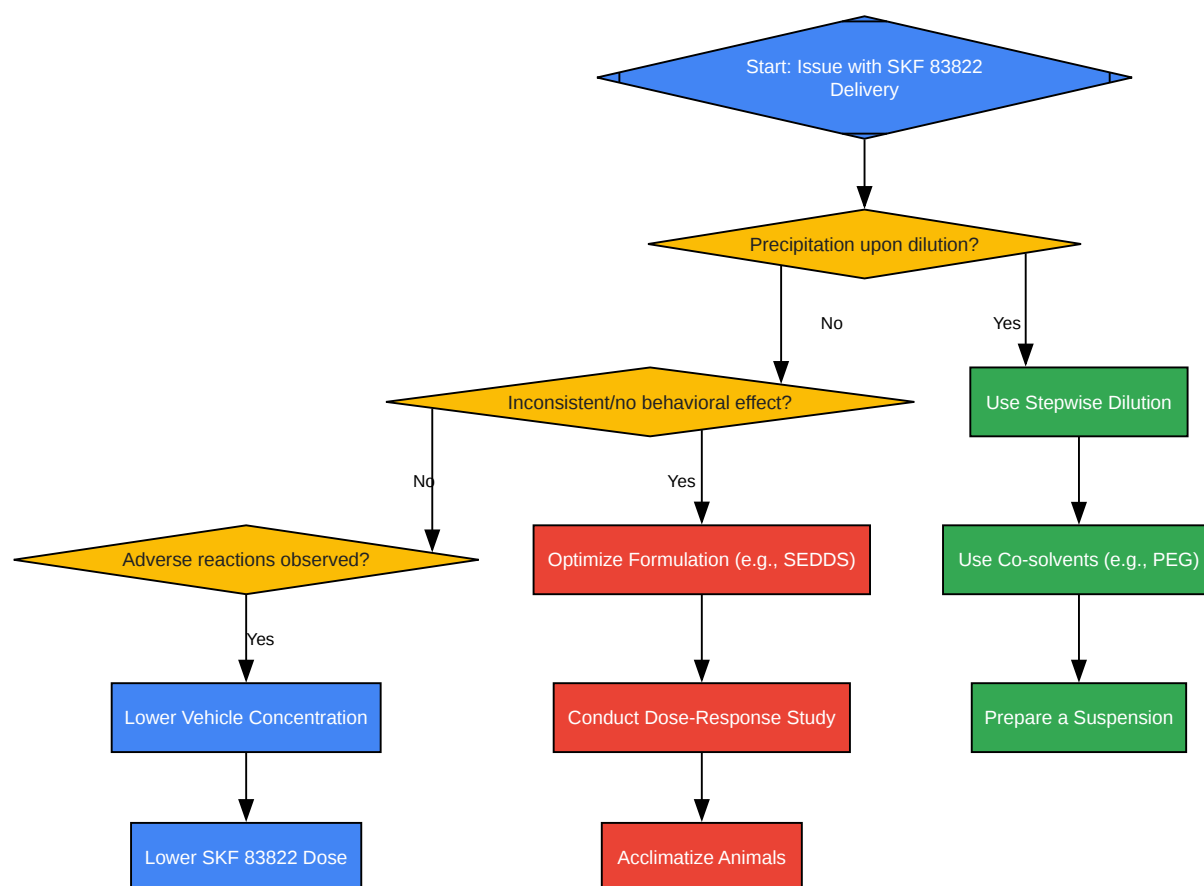 Start: Issue with SKF 83822
Delivery
Precipitation upon dilution?
No
Yes
Inconsistent/no behavioral effect?
Use Stepwise Dilution
No
Yes
Adverse reactions observed?
Optimize Formulation (e.g., SEDDS)
Use Co-solvents (e.g., PEG)
Yes
Lower Vehicle Concentration
Conduct Dose-Response Study
Prepare a Suspension
Lower SKF 83822 Dose
Acclimatize Animals